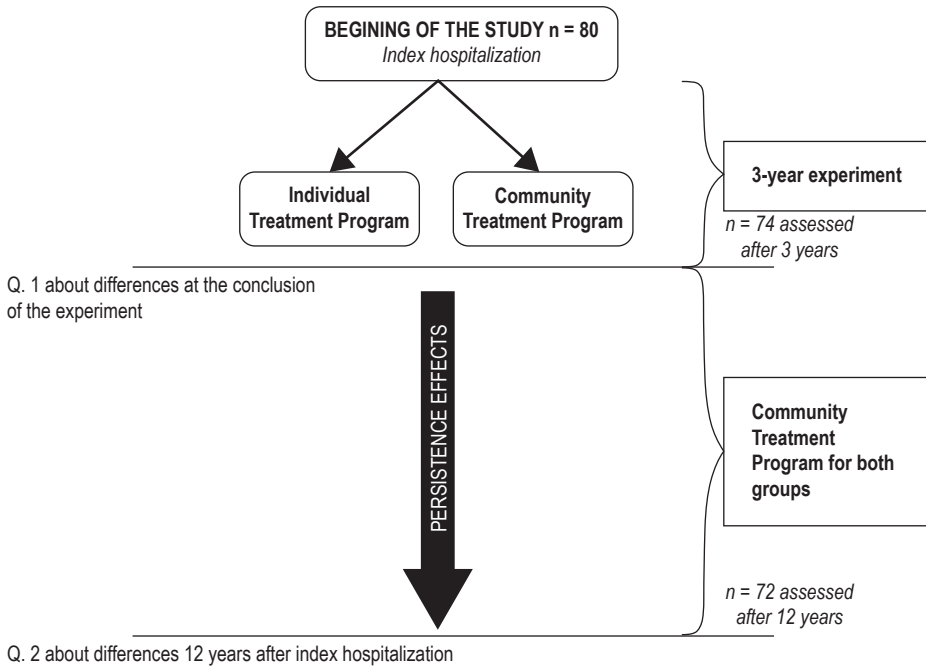 BEGINING OF THE STUDY n = 80
Index hospitalization
Individual
Treatment Program
Community
Treatment Program
3-year experiment
n = 74 assessed
after 3 years
Q. 1 about differences at the conclusion
of the experiment
PERSISTENCE EFFECTS
Community
Treatment
Program for both
groups
n = 72 assessed
after 12 years
Q. 2 about differences 12 years after index hospitalization